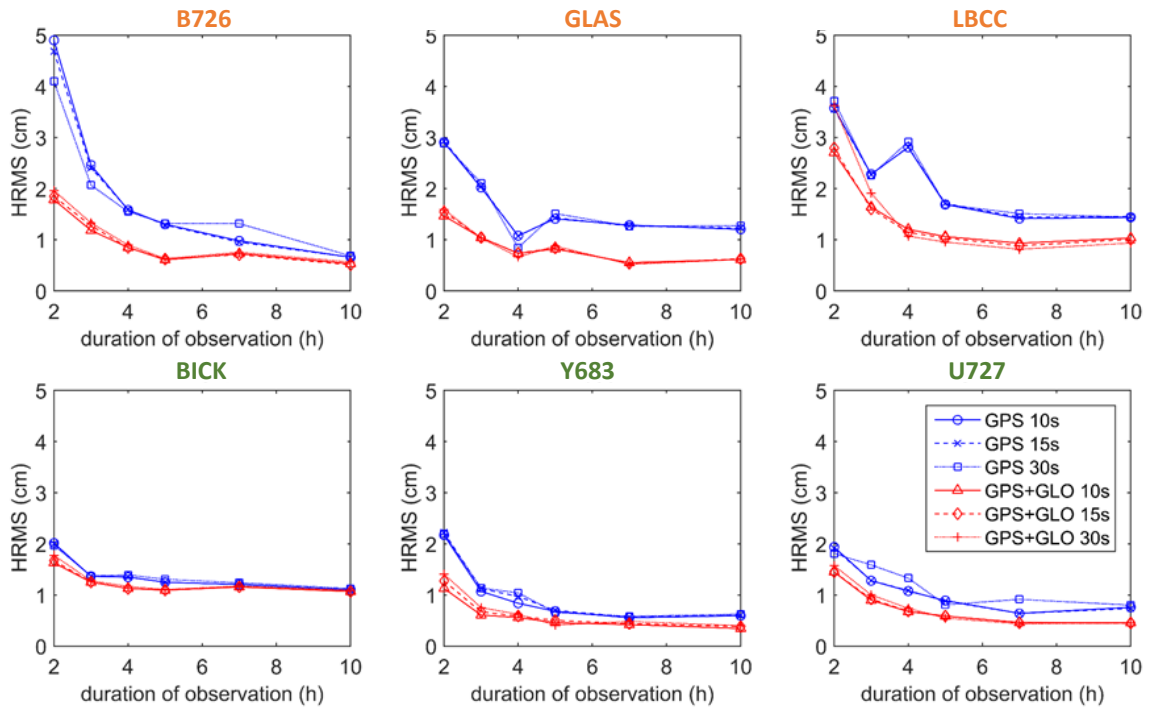 B726
GLAS
LBCC
HRMS (cm)
5
4
3
2
1
0
2
4
6
8
10
duration of observation (h)
HRMS (cm)
5
4
3
2
1
0
2
4
6
8
10
duration of observation (h)
HRMS (cm)
5
4
3
2
1
0
2
4
6
8
10
duration of observation (h)
BICK
Y683
U727
HRMS (cm)
5
4
3
2
1
0
2
4
6
8
10
duration of observation (h)
HRMS (cm)
5
4
3
2
1
0
2
4
6
8
10
duration of observation (h)
HRMS (cm)
5
4
3
2
1
0
2
4
6
8
10
duration of observation (h)
GPS 10s
GPS 15s
GPS 30s
GPS+GLO 10s
GPS+GLO 15s
GPS+GLO 30s